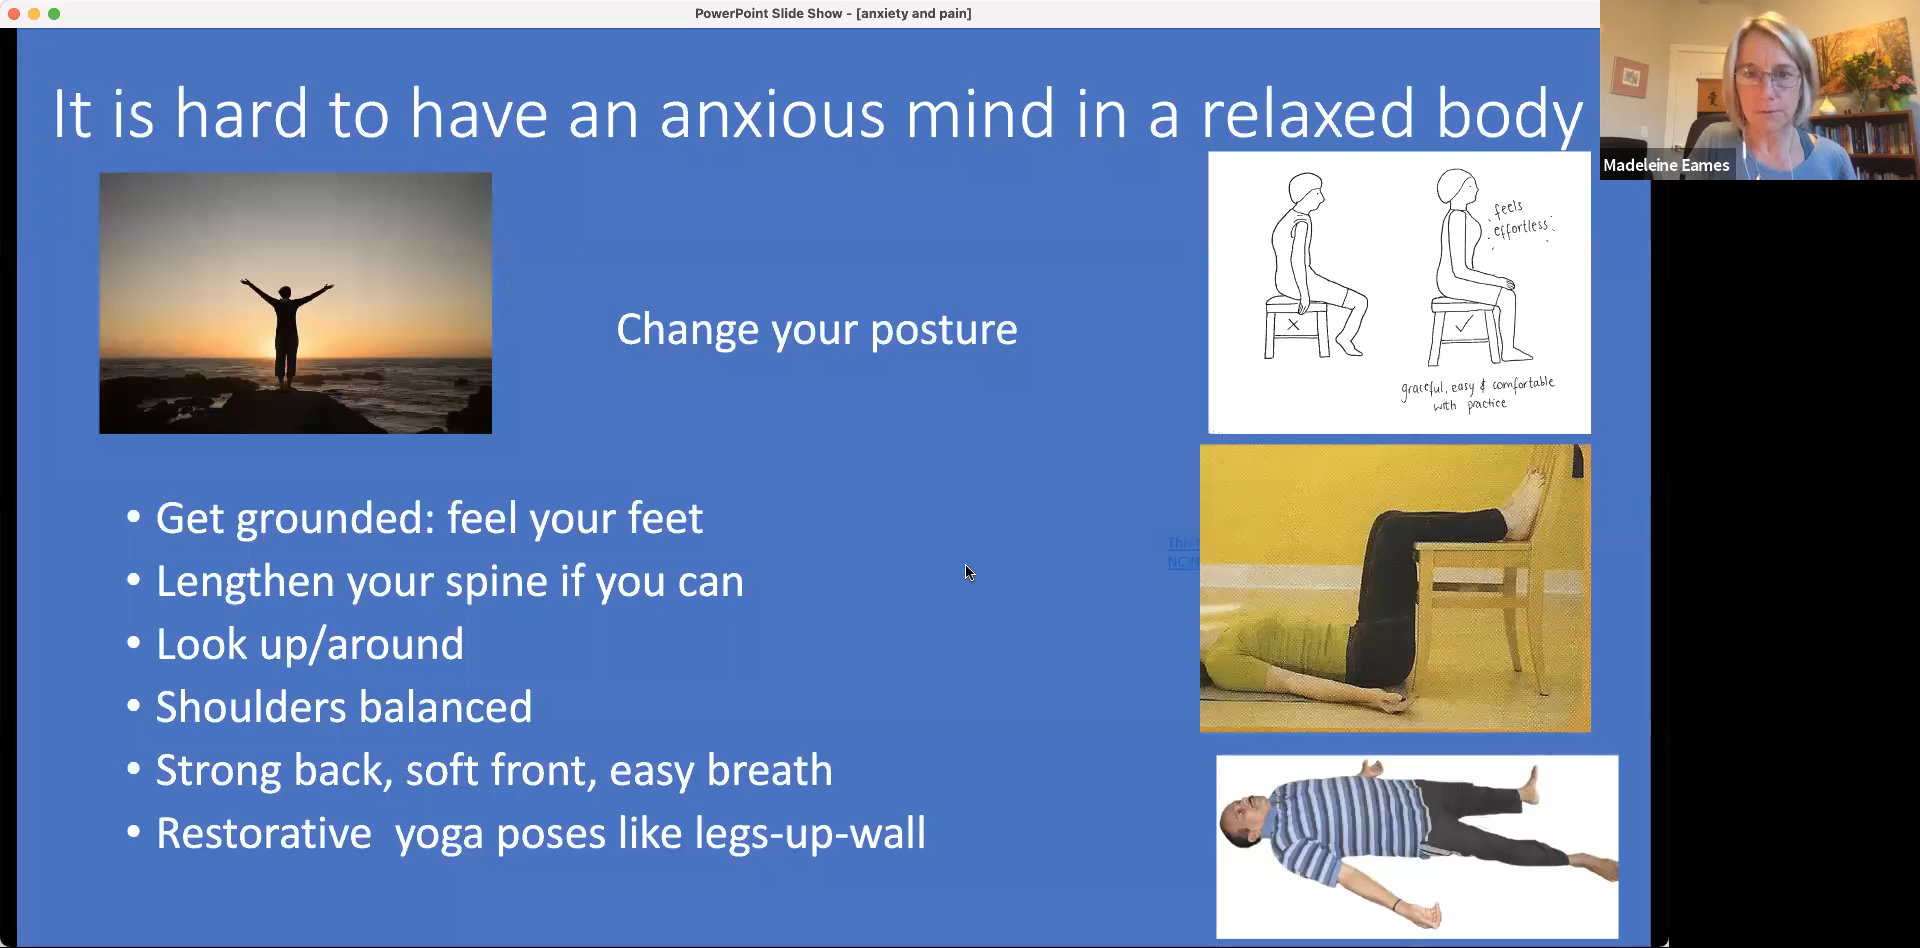 PowerPoint Slide Show - [anxiety and pain]
It is hard to have an anxious mind in a relaxed body
Madeleine Eames
feels
effortless
Change your posture
graceful, easy & comfortable
with practice
• Get grounded: feel your feet
• Lengthen your spine if you can
• Look up/around
• Shoulders balanced
• Strong back, soft front, easy breath
• Restorative  yoga poses like legs-up-wall